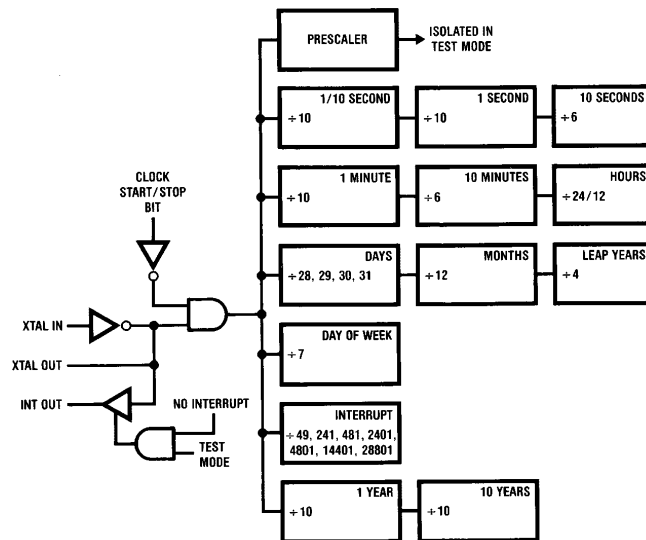 PRESCALER
ISOLATED IN
TEST MODE
1/10 SECOND
÷10
1 SECOND
÷10
10 SECONDS
÷6
1 MINUTE
÷10
10 MINUTES
÷6
HOURS
÷24/12
CLOCK
START/STOP
BIT
DAYS
÷28, 29, 30, 31
MONTHS
÷12
LEAP YEARS
÷4
XTAL IN
XTAL OUT
INT OUT
NO INTERRUPT
TEST
MODE
DAY OF WEEK
÷7
INTERRUPT
÷49, 241, 481, 2401,
4801, 14401, 28801
1 YEAR
÷10
10 YEARS
÷10